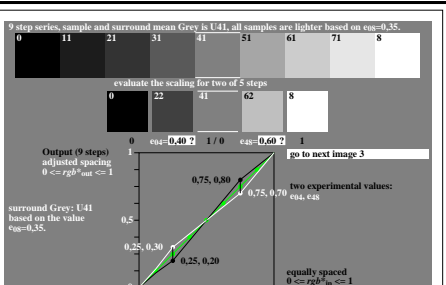 9 step series, sample and surround mean Grey is U41, all samples are lighter based on e08=0,35.
0 11 21 31 41 51 61 71 8
evaluate the scaling for two of 5 steps
0 22 41 62 8
0 e04=0,40 ? 1 / 0 e48=0,60 ? 1
Output (9 steps)
adjusted spacing
0 <= rgb*out <= 1
1
go to next image 3
0,75, 0,80
0,75, 0,70
two experimental values:
e04, e48
surround Grey: U41
based on the value
e08=0,35.
0,5
0,25, 0,30
0,25, 0,20
equally spaced
0 <= rgb*in <= 1
0